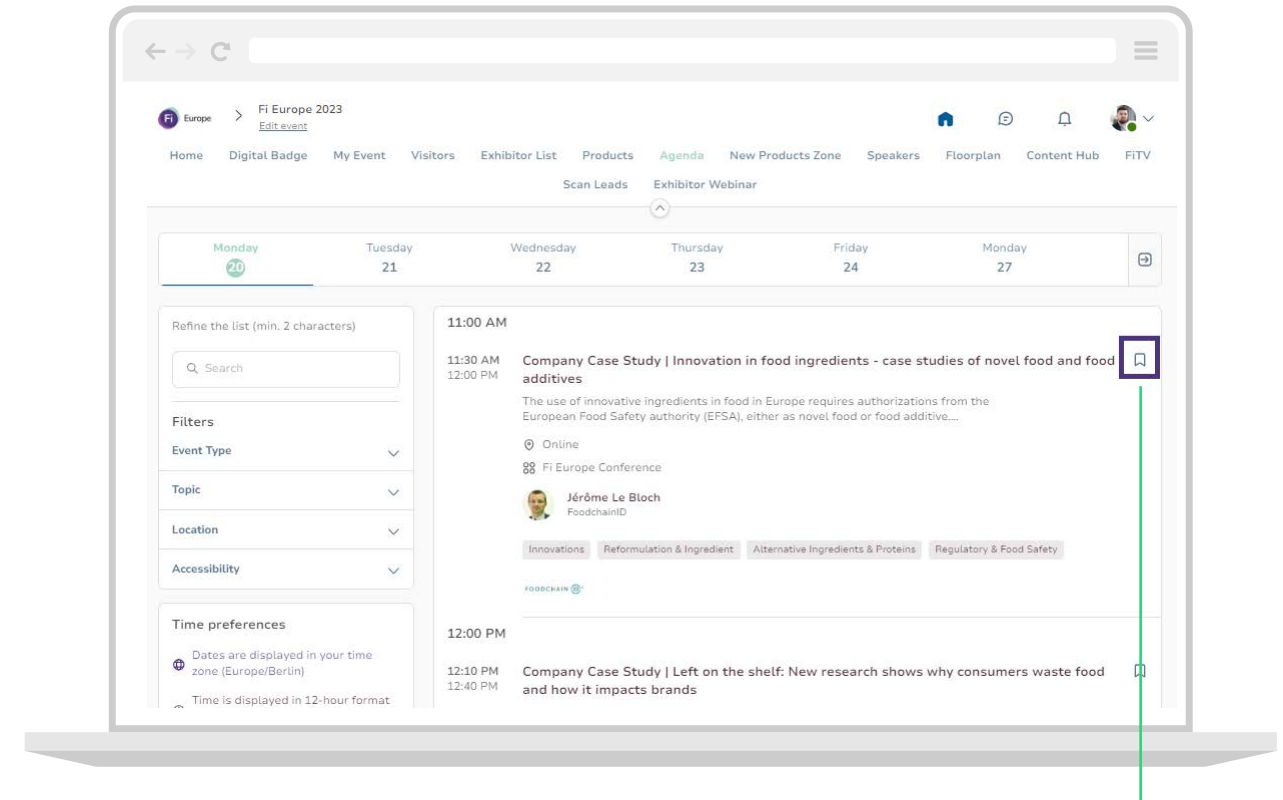 Fi Europe
Fi Europe 2023
Edit event
Home Digital Badge My Event Visitors Exhibitor List Products Agenda New Products Zone Speakers Floorplan Content Hub FiTV
Scan Leads Exhibitor Webinar
Monday Tuesday Wednesday Thursday Friday Monday
20 21 22 23 24 27
Refine the list (min. 2 characters)
Search
Filters
Event Type
Topic
Location
Accessibility
Time preferences
Dates are displayed in your time
zone (Europe/Berlin)
Time is displayed in 12-hour format
11:00 AM
11:30 AM
12:00 PM
Company Case Study | Innovation in food ingredients - case studies of novel food and food
additives
The use of innovative ingredients in food in Europe requires authorizations from the
European Food Safety authority (EFSA), either as novel food or food additive....
Online
Fi Europe Conference
Jérôme Le Bloch
FoodchainID
Innovations Reformulation & Ingredient Alternative Ingredients & Proteins Regulatory & Food Safety
FOODCHAIN ID
12:00 PM
12:10 PM
12:40 PM
Company Case Study | Left on the shelf: New research shows why consumers waste food
and how it impacts brands